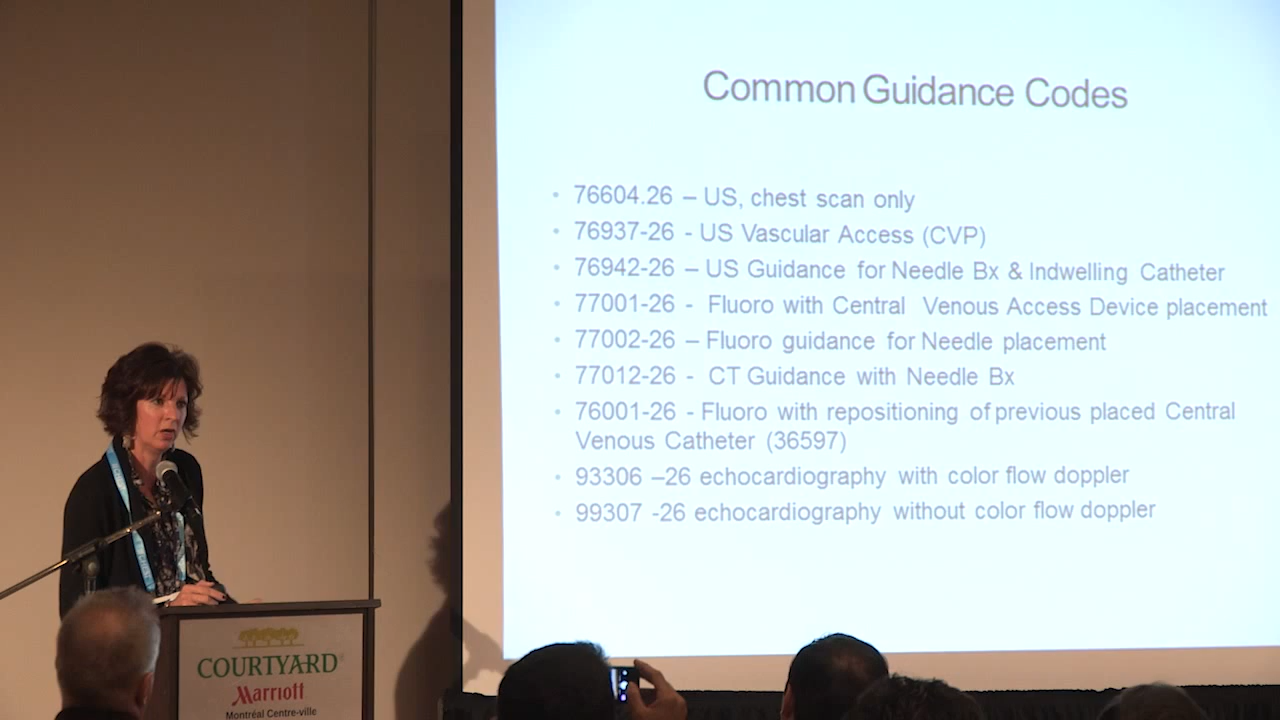 Common Guidance Codes
• 76604.26 – US, chest scan only
• 76937-26 - US Vascular Access (CVP)
• 76942-26 – US Guidance for Needle Bx & Indwelling Catheter
• 77001-26 - Fluoro with Central Venous Access Device placement
• 77002-26 – Fluoro guidance for Needle placement
• 77012-26 - CT Guidance with Needle Bx
• 76001-26 - Fluoro with repositioning of previous placed Central
Venous Catheter (36597)
• 93306 –26 echocardiography with color flow doppler
• 99307 -26 echocardiography without color flow doppler
COURTYARD®
Marriott
Montréal Centre-ville